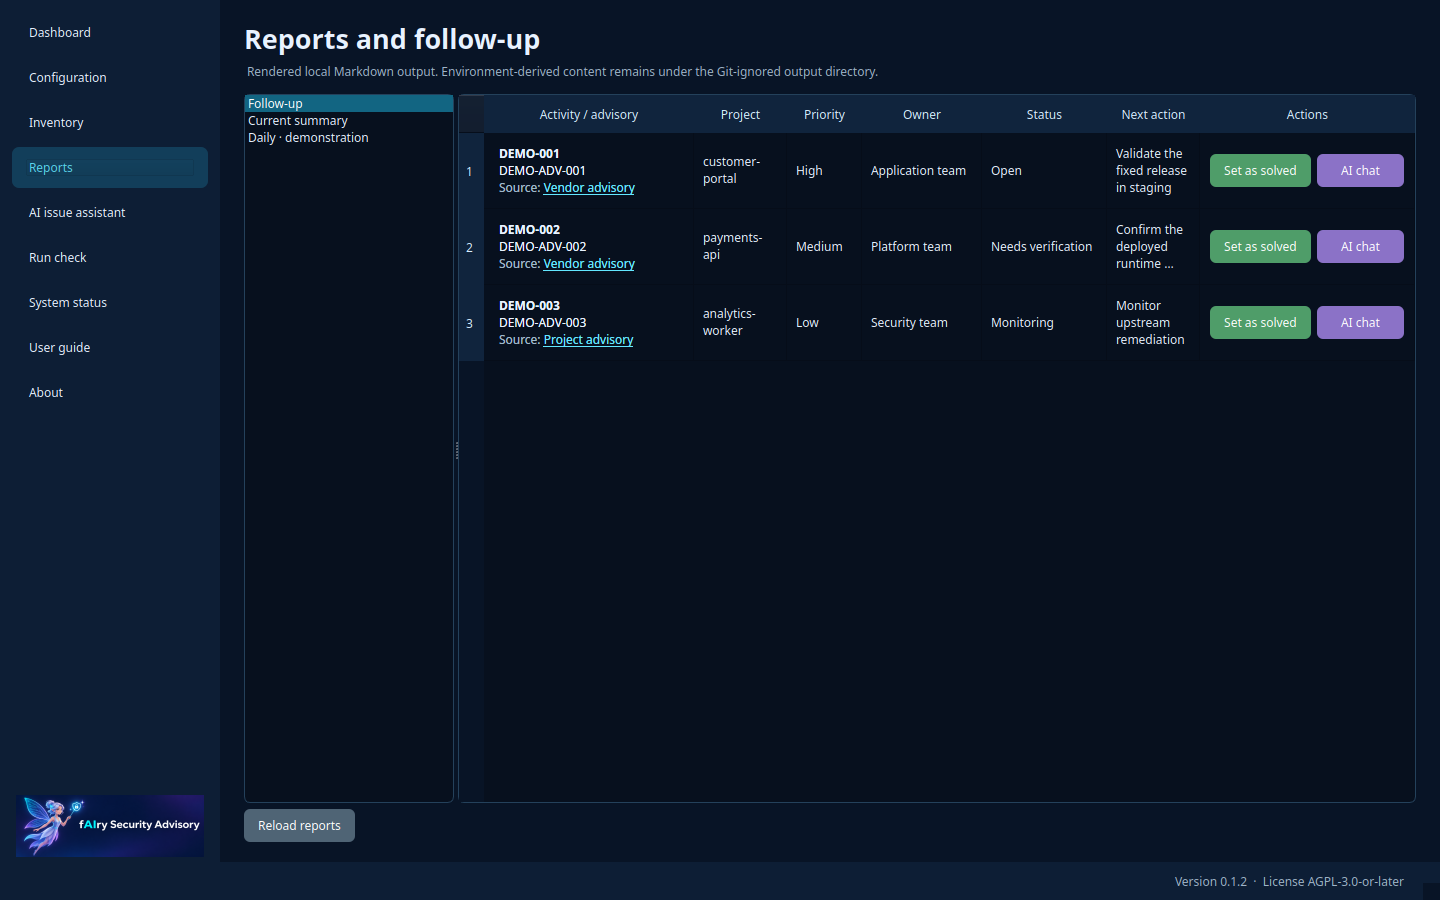 Dashboard
Configuration
Inventory
Reports
AI issue assistant
Run check
System status
User guide
About
fAIry Security Advisory
Reports and follow-up
Rendered local Markdown output. Environment-derived content remains under the Git-ignored output directory.
Follow-up
Current summary
Daily · demonstration
Activity / advisory Project Priority Owner Status Next action Actions
1
DEMO-001
DEMO-ADV-001
Source: Vendor advisory
customer-
portal
High
Application team
Open
Validate the
fixed release
in staging
Set as solved
AI chat
2
DEMO-002
DEMO-ADV-002
Source: Vendor advisory
payments-
api
Medium
Platform team
Needs verification
Confirm the
deployed
runtime ...
Set as solved
AI chat
3
DEMO-003
DEMO-ADV-003
Source: Project advisory
analytics-
worker
Low
Security team
Monitoring
Monitor
upstream
remediation
Set as solved
AI chat
Reload reports
Version 0.1.2 · License AGPL-3.0-or-later